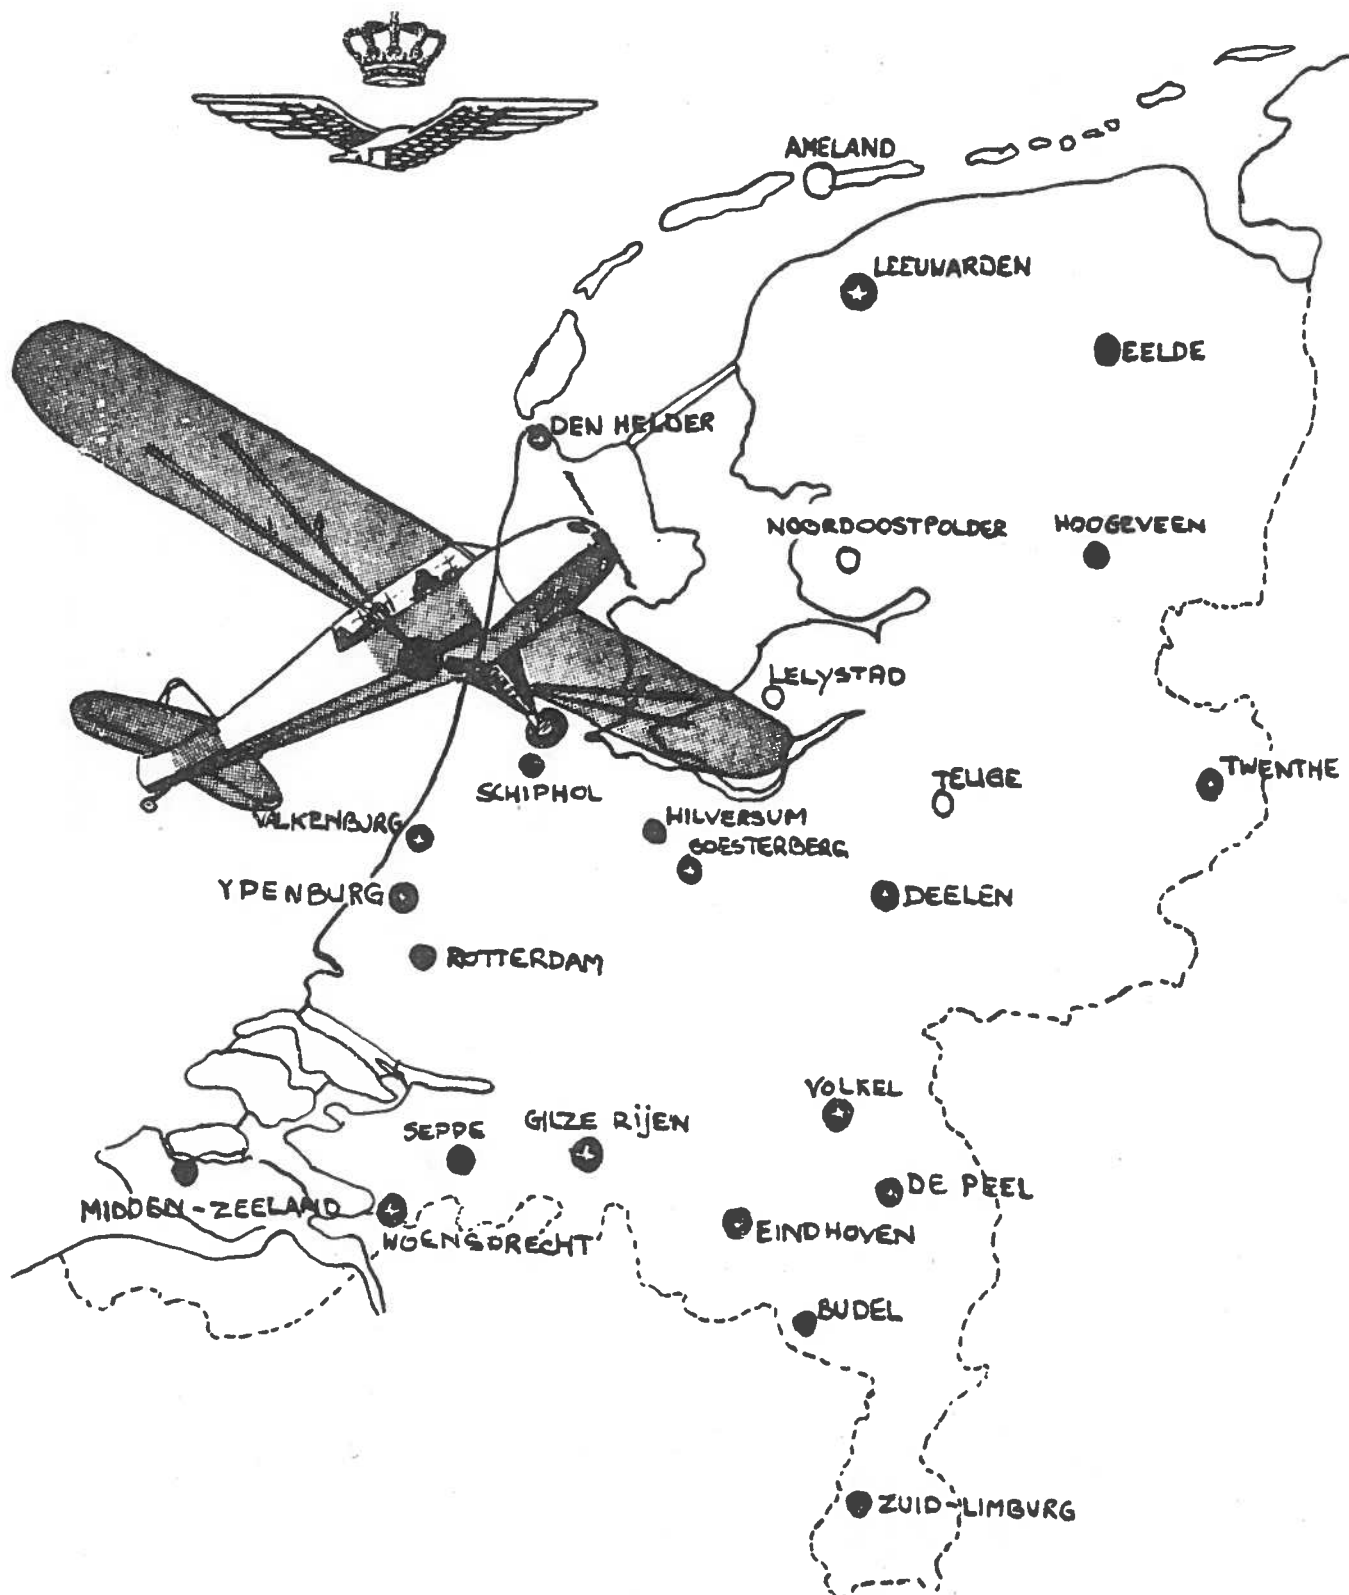 AMELAND
LEEUWARDEN
EELDE
DEN HELDER
NOORDOOSTPOLDER
HOOGEVEEN
LELYSTAD
TEUGE
TWENTHE
SCHIPHOL
HILVERSUM
VALKENBURG
SOESTERBERG
YPENBURG
DEELEN
ROTTERDAM
VOLKEL
SEPPE
GILZE RIJEN
DE PEEL
MIDDEN-ZEELAND
WOENSDRECHT
EINDHOVEN
BUDEL
ZUID-LIMBURG